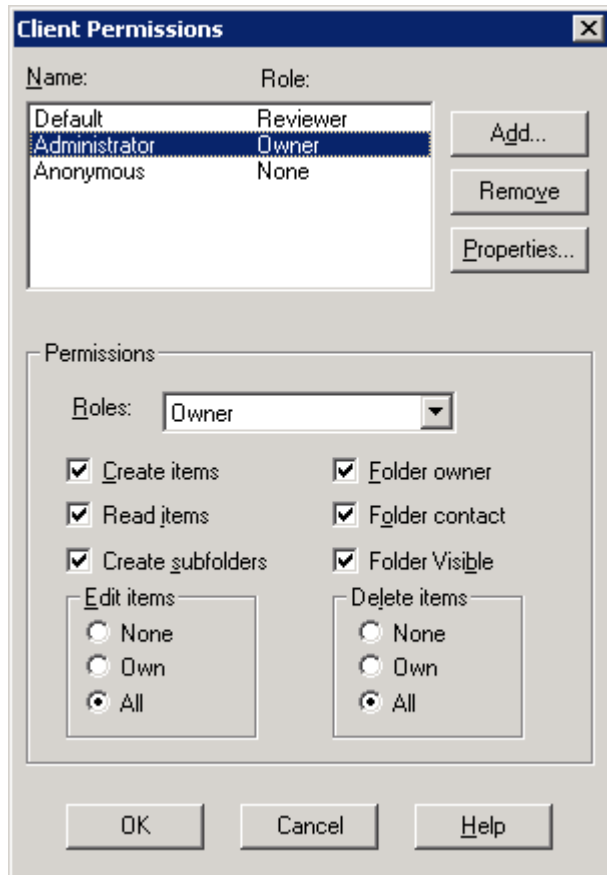 Client Permissions
Name: Role:
Default Reviewer
Administrator Owner
Anonymous None
Add...
Remove
Properties...
Permissions
Roles: Owner
Create items Folder owner
Read items Folder contact
Create subfolders Folder Visible
Edit items Delete items
None None
Own Own
All All
OK Cancel Help